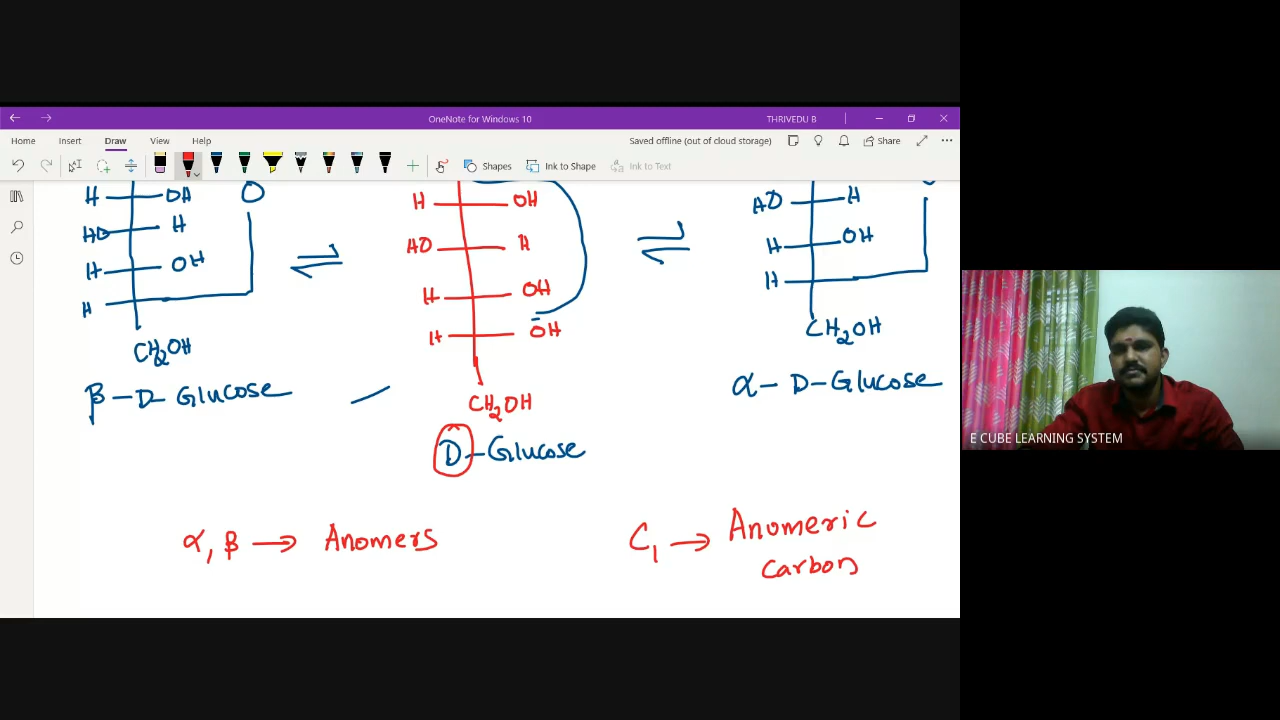 OneNote for Windows 10
THRIVEDU B
Home Insert Draw View Help
Saved offline (out of cloud storage)
Share
Shapes
Ink to Shape
Ink to Text
H OH
HO H
H OH
H
CH2OH
β-D-Glucose
O
H OH
HO H
H OH
H OH
CH2OH
D-Glucose
HO H
H OH
H
CH2OH
α-D-Glucose
α, β → Anomers
C1 → Anomeric
carbon
E CUBE LEARNING SYSTEM